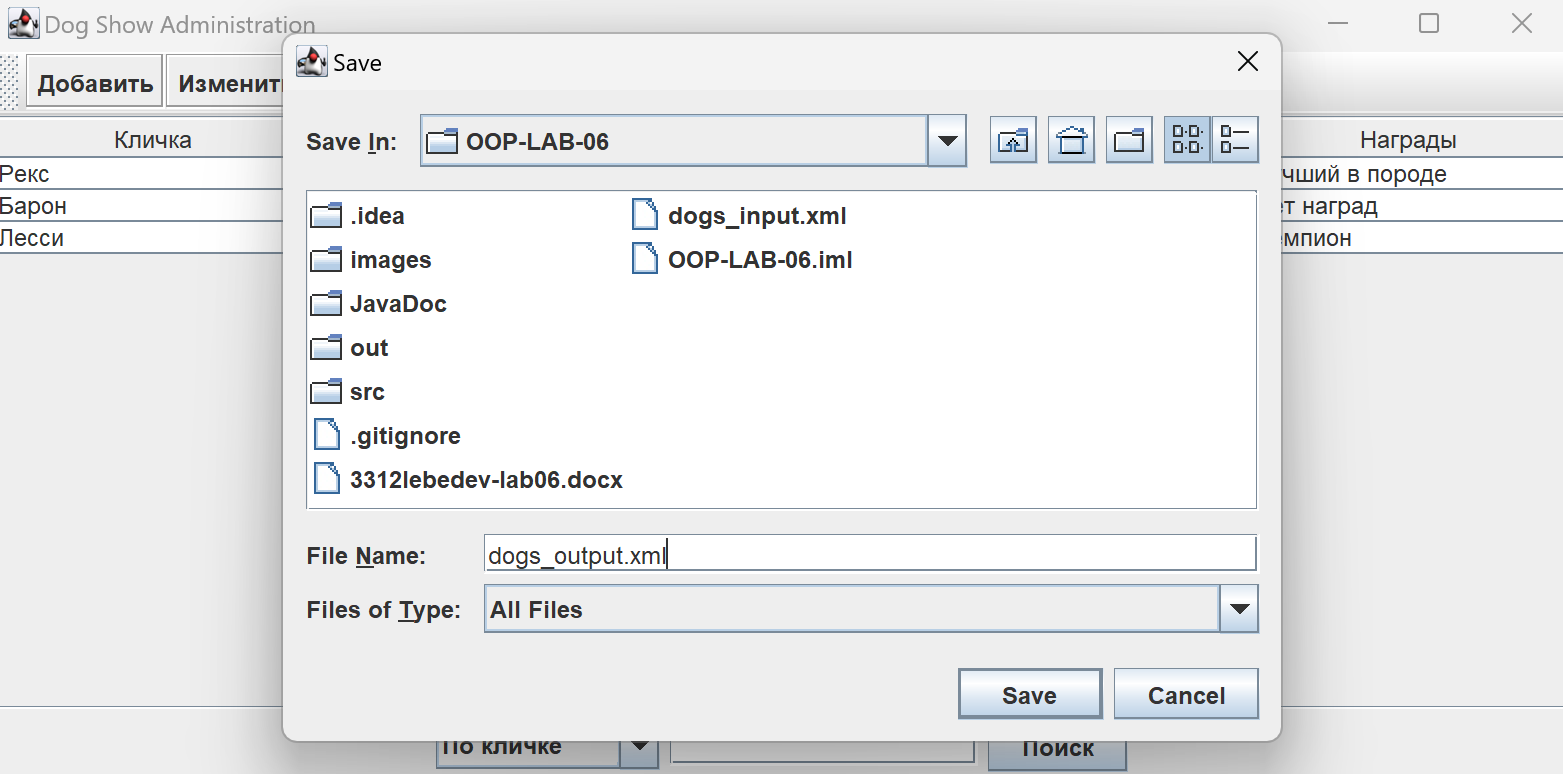 Dog Show Administration
Save
Добавить
Save In:
OOP-LAB-06
Кличка
Награды
Рекс
Барон
Лесси
.idea
images
JavaDoc
out
src
.gitignore
3312lebedev-lab06.docx
dogs_input.xml
OOP-LAB-06.iml
в породе
наград
File Name:
dogs_output.xml
Files of Type:
All Files
Save
Cancel
По кличке
Поиск